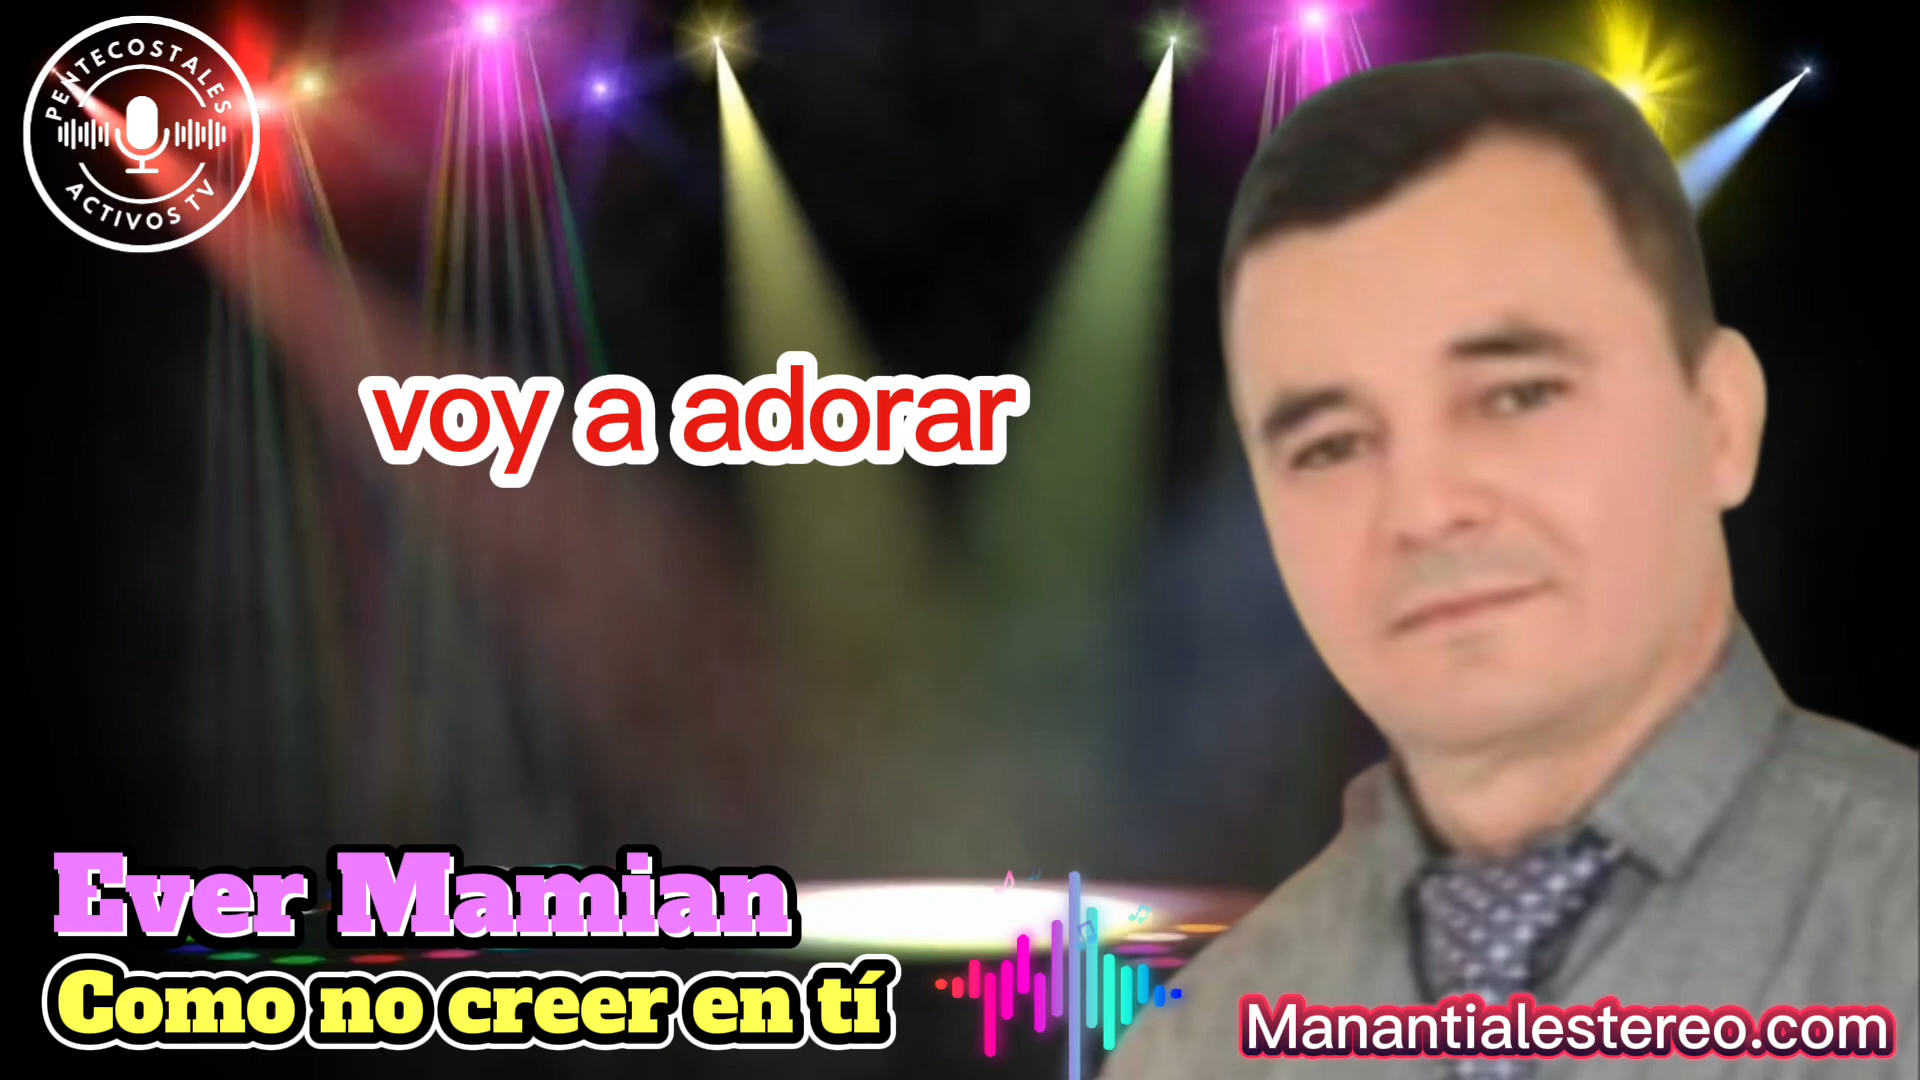 PENTECOSTALES
ACTIVOS TV
voy a adorar
Ever Mamian
Como no creer en tí
Manantialestereo.com